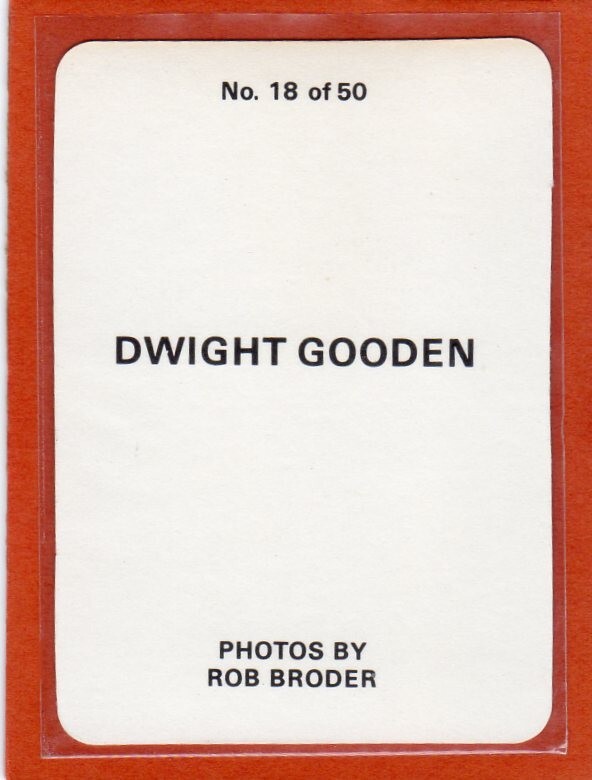 No. 18 of 50
DWIGHT GOODEN
PHOTOS BY
ROB BRODER